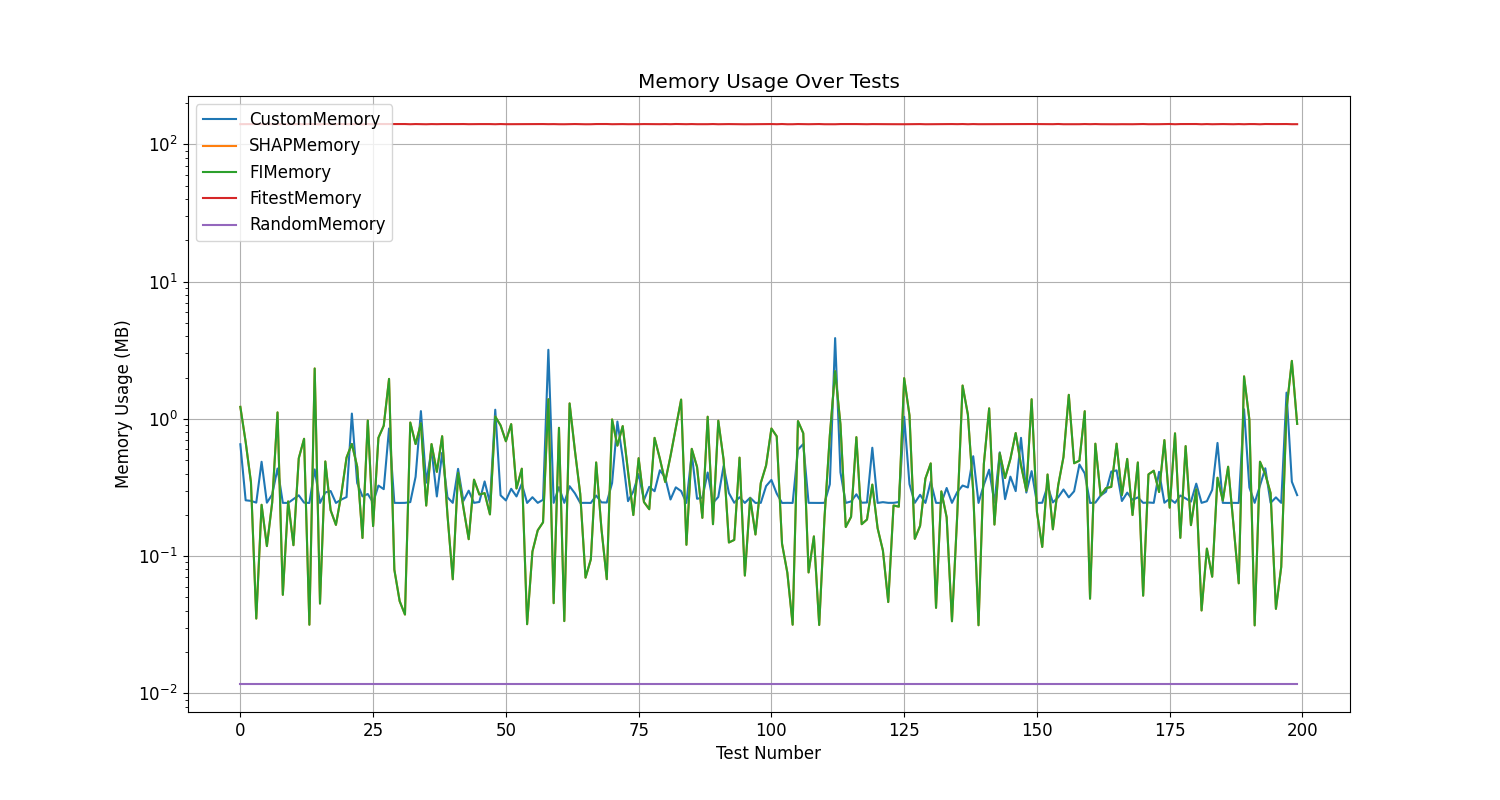 Memory Usage Over Tests
CustomMemory
SHAPMemory
FIMemory
FitestMemory
RandomMemory
Memory Usage (MB)
10²
10¹
10⁰
10⁻¹
10⁻²
0 25 50 75 100 125 150 175 200
Test Number